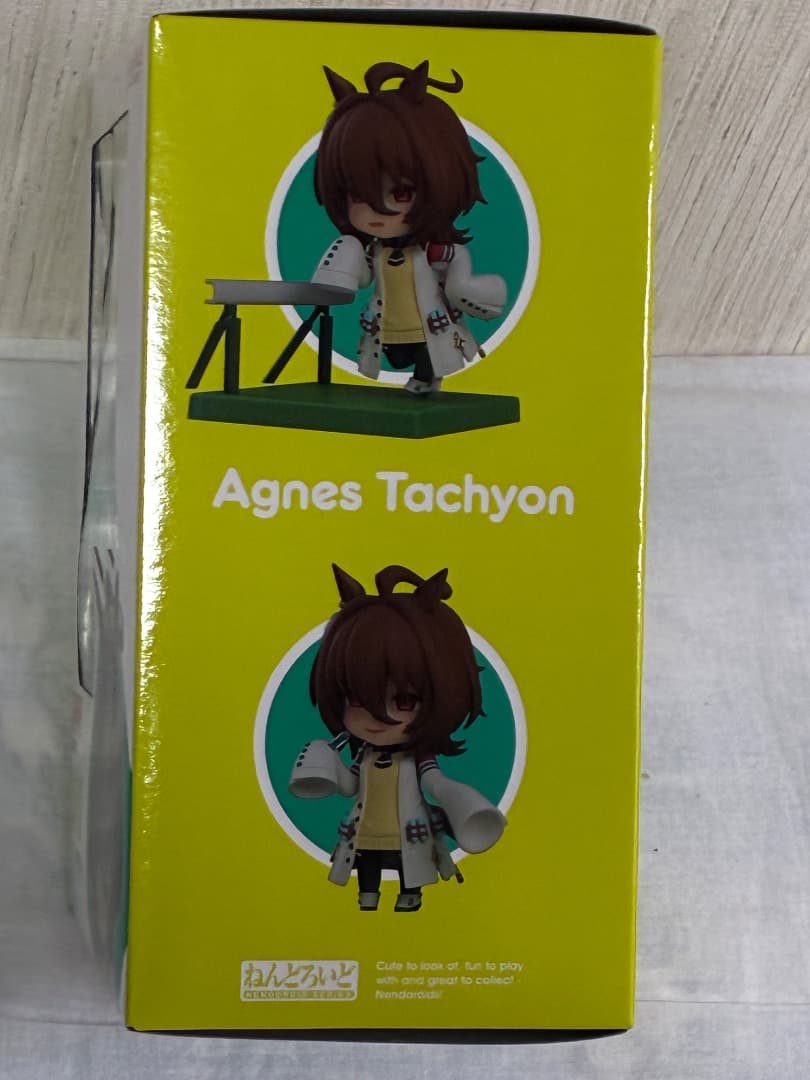 Agnes Tachyon
ねんどろいど
NENDOROID SERIES
Cute to look at, fun to play
with and great to collect -
Nendoroids!